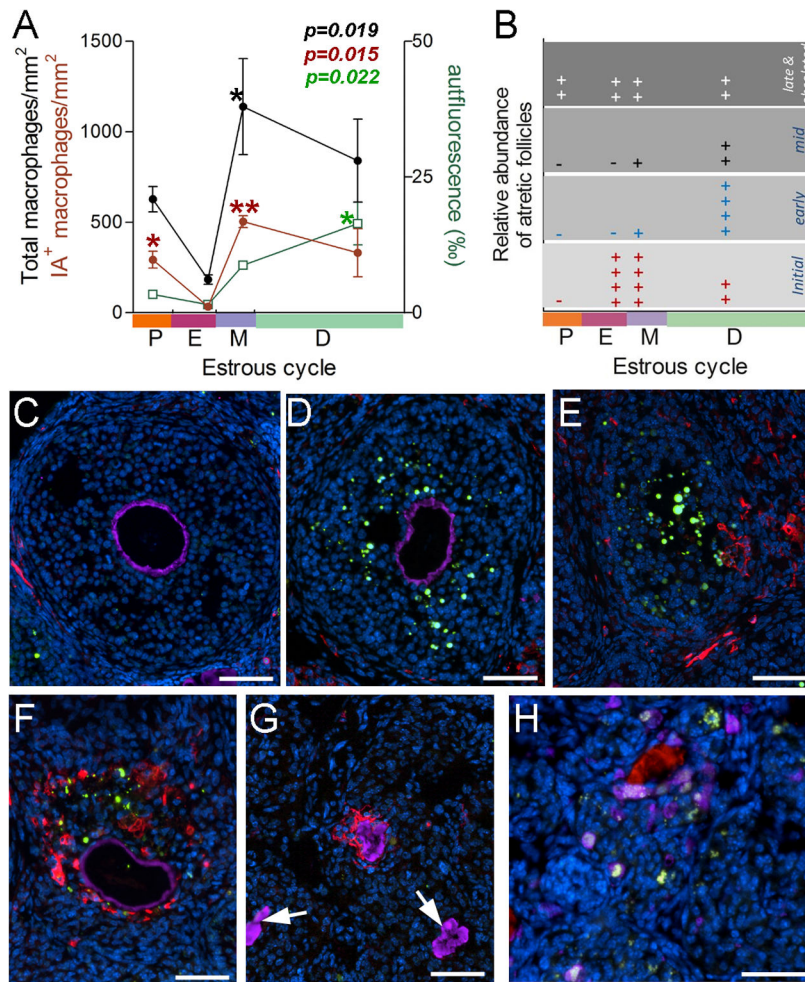 A
p=0.019
p=0.015
p=0.022
Total macrophages/mm²
IA⁺ macrophages/mm²
1500
1000
500
0
*
*
**
*
50
25
0
autfluorescence (‰)
P E M D
Estrous cycle
B
Relative abundance
of atretic follicles
+ + + +
+ + + +
late &
+
- - + +
mid
+
+
+
- - + +
early
+ +
+ + +
+ + +
- + + +
Initial
P E M D
Estrous cycle
C
D
E
F
G
H